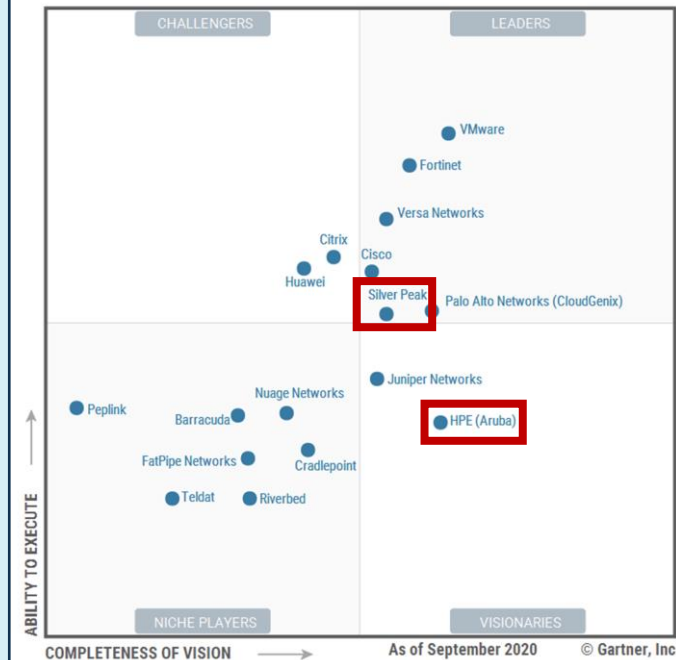 CHALLENGERS
LEADERS
VMware
Fortinet
Versa Networks
Citrix
Cisco
Huawei
Silver Peak
Palo Alto Networks (CloudGenix)
Juniper Networks
Nuage Networks
Peplink
Barracuda
HPE (Aruba)
FatPipe Networks
Cradlepoint
Teldat
Riverbed
ABILITY TO EXECUTE
NICHE PLAYERS
VISIONARIES
COMPLETENESS OF VISION
As of September 2020
© Gartner, Inc